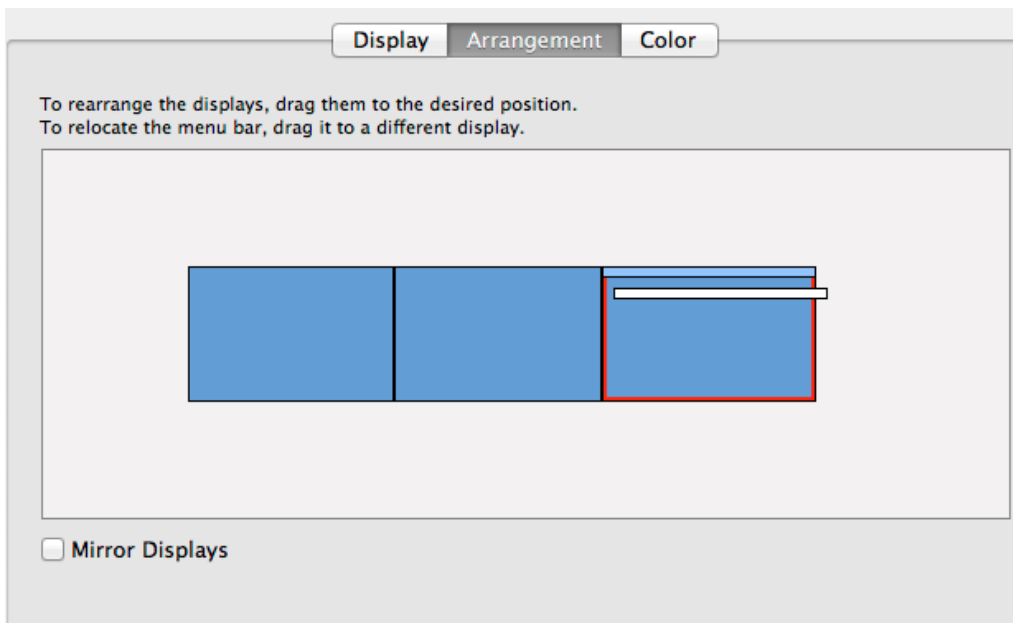 Display Arrangement Color
To rearrange the displays, drag them to the desired position.
To relocate the menu bar, drag it to a different display.
Mirror Displays